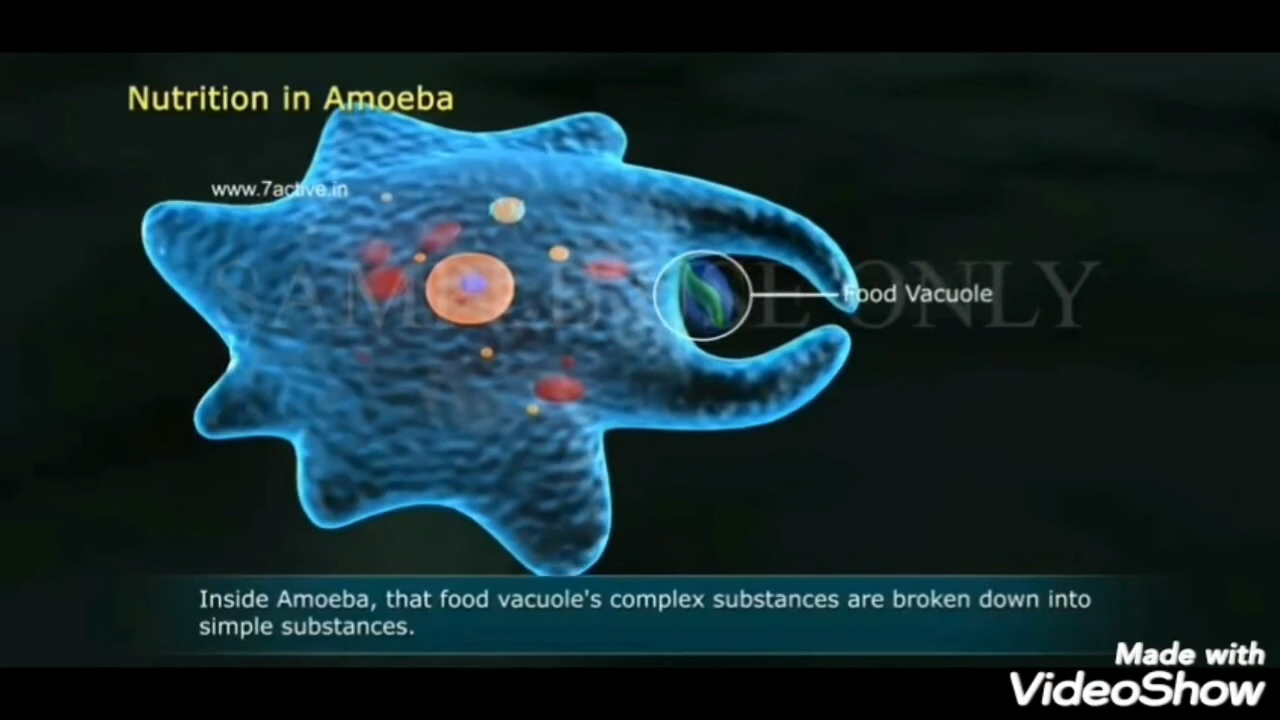 Nutrition in Amoeba
www.7active.in
ONLY
Food Vacuole
Inside Amoeba, that food vacuole's complex substances are broken down into
simple substances.
Made with
VideoShow